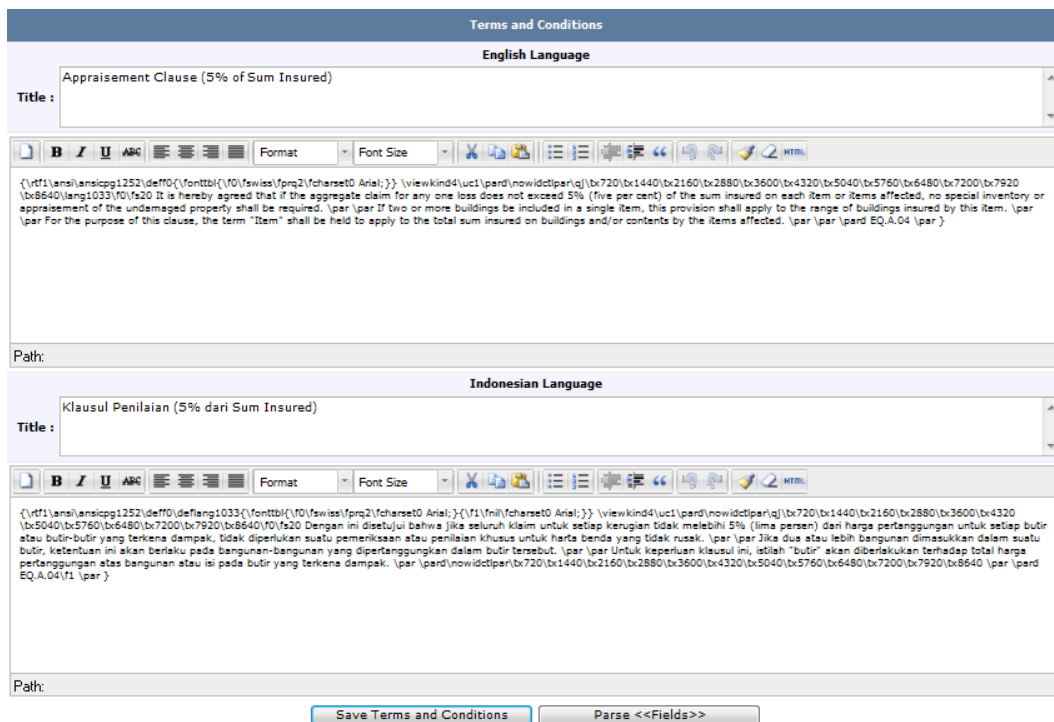 Terms and Conditions
English Language
Title :
Appraisement Clause (5% of Sum Insured)
B I U ABC Format Font Size HTML
{\rtf1\ansi\ansicpg1252\deff0{\fonttbl{\f0\fswiss\fprq2\fcharset0 Arial;}} \viewkind4\uc1\pard\nowidctlpar\qj\tx720\tx1440\tx2160\tx2880\tx3600\tx4320\tx5040\tx5760\tx6480\tx7200\tx7920
\tx8640\lang1033\f0\fs20 It is hereby agreed that if the aggregate claim for any one loss does not exceed 5% (five per cent) of the sum insured on each item or items affected, no special inventory or
appraisement of the undamaged property shall be required. \par \par If two or more buildings be included in a single item, this provision shall apply to the range of buildings insured by this item. \par
\par For the purpose of this clause, the term "Item" shall be held to apply to the total sum insured on buildings and/or contents by the items affected. \par \par \pard EQ.A.04 \par }
Path:
Indonesian Language
Title :
Klausul Penilaian (5% dari Sum Insured)
B I U ABC Format Font Size HTML
{\rtf1\ansi\ansicpg1252\deff0\deflang1033{\fonttbl{\f0\fswiss\fprq2\fcharset0 Arial;}{\f1\fnil\fcharset0 Arial;}} \viewkind4\uc1\pard\nowidctlpar\qj\tx720\tx1440\tx2160\tx2880\tx3600\tx4320
\tx5040\tx5760\tx6480\tx7200\tx7920\tx8640\f0\fs20 Dengan ini disetujui bahwa jika seluruh klaim untuk setiap kerugian tidak melebihi 5% (lima persen) dari harga pertanggungan untuk setiap butir
atau butir-butir yang terkena dampak, tidak diperlukan suatu pemeriksaan atau penilaian khusus untuk harta benda yang tidak rusak. \par \par Jika dua atau lebih bangunan dimasukkan dalam suatu
butir, ketentuan ini akan berlaku pada bangunan-bangunan yang dipertanggungkan dalam butir tersebut. \par \par Untuk keperluan klausul ini, istilah "butir" akan diberlakukan terhadap total harga
pertanggungan atas bangunan atau isi pada butir yang terkena dampak. \par \pard\nowidctlpar\tx720\tx1440\tx2160\tx2880\tx3600\tx4320\tx5040\tx5760\tx6480\tx7200\tx7920\tx8640 \par \pard
EQ.A.04\f1 \par }
Path:
Save Terms and Conditions Parse <<Fields>>